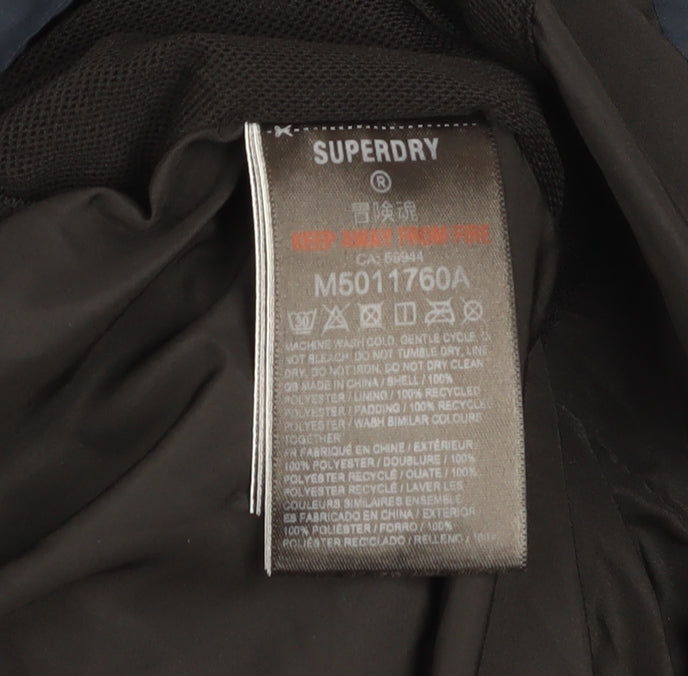 SUPERDRY
®
冒険魂
KEEP AWAY FROM FIRE
CA: 56944
M5011760A
30
MACHINE WASH COLD, GENTLE CYCLE,
NOT BLEACH, DO NOT TUMBLE DRY, LINE
DRY, DO NOT IRON, DO NOT DRY CLEAN
GB MADE IN CHINA / SHELL / 100%
POLYESTER / LINING / 100% RECYCLED
POLYESTER / PADDING / 100% RECYCLED
POLYESTER / WASH SIMILAR COLOURS
TOGETHER
FR FABRIQUÉ EN CHINE / EXTÉRIEUR:
100% POLYESTER / DOUBLURE / 100%
POLYESTER RECYCLÉ / OUATE / 100%
POLYESTER RECYCLÉ / LAVER LES
COULEURS SIMILAIRES ENSEMBLE
ES FABRICADO EN CHINA / EXTERIOR
100% POLIÉSTER / FORRO / 100%
POLIÉSTER RECICLADO / RELLENO / 100%